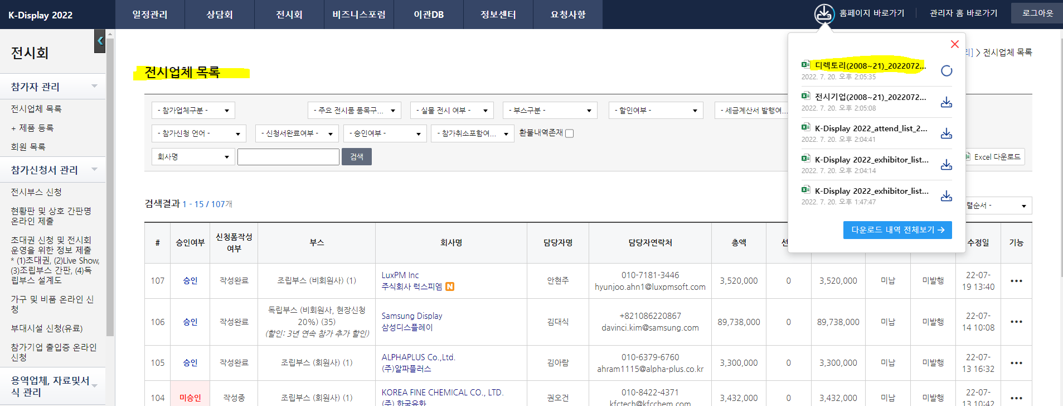 K-Display 2022
일정관리
상담회
전시회
비즈니스포럼
이관DB
정보센터
요청사항
홈페이지 바로가기
관리자 홈 바로가기
로그아웃
전시회
참가자 관리
전시업체 목록
+ 제품 등록
회원 목록
참가신청서 관리
전시부스 신청
현황판 및 상호 간판명
온라인 제출
초대권 신청 및 전시회
운영을 위한 정보 제출
* (1)초대권, (2)Live Show,
(3)조립부스 간판, (4)독
립부스 설계도
가구 및 비품 온라인 신
청
부대시설 신청(유료)
참가기업 출입증 온라인
신청
용역업체, 자료및서
식 관리
] > 전시업체 목록
전시업체 목록
- 참가업체구분 -
- 주요 전시품 품목구...
- 실물 전시 여부 -
- 부스구분 -
- 할인여부 -
- 세금계산서 발행여...
- 참가신청 언어 -
- 신청서완료여부 -
- 승인여부 -
- 참가취소포함여...
환불내역존재
회사명
검색
Excel 다운로드
검색결과 1 - 15 / 107개
렬순서 -
디렉토리(2008~21)_2022072...
2022. 7. 20. 오후 2:05:35
전시기업(2008~21)_2022072...
2022. 7. 20. 오후 2:05:08
K-Display 2022_attend_list_2...
2022. 7. 20. 오후 2:04:41
K-Display 2022_exhibitor_list...
2022. 7. 20. 오후 2:04:14
K-Display 2022_exhibitor_list...
2022. 7. 20. 오후 1:47:47
다운로드 내역 전체보기 →
# 승인여부 신청폼작성 여부 부스 회사명 담당자명 담당자연락처 총액 선 수정일 기능
107 승인 작성완료 조립부스 (비회원사) (1) LuxPM Inc 안현주 010-7181-3446 3,520,000 0 3,520,000 미납 미발행 22-07-
주식회사 럭스피엠 N hyunjoo.ahn1@luxpmsoft.com 19 13:40
106 승인 작성완료 독립부스 (비회원사, 현장신청 20%) (35) Samsung Display 김대식 +821086220867 89,738,000 0 89,738,000 미납 미발행 22-07-
(할인: 3년 연속 참가 추가 할인) 삼성디스플레이 davinci.kim@samsung.com 14 10:08
105 승인 작성완료 조립부스 (회원사) (1) ALPHAPLUS Co.,Ltd. 김아람 010-6379-6760 3,300,000 0 3,300,000 미납 미발행 22-07-
(주)알파플러스 ahram1115@alpha-plus.co.kr 13 16:32
104 미승인 작성중 조립부스 (비회원사) (1) KOREA FINE CHEMICAL CO., LTD. 권오건 010-8422-4371 3,432,000 0 3,432,000 미납 미발행 22-07-
(주) 한국유화 kfctech@kfcchem.com 13 10:42